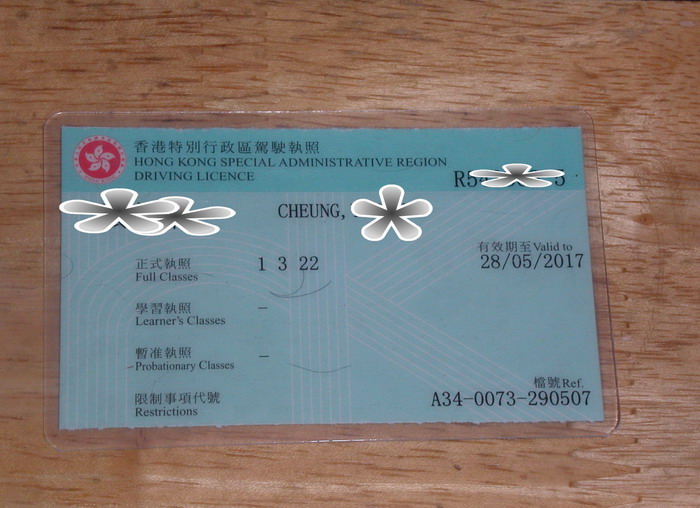 香港特別行政區駕駛執照
HONG KONG SPECIAL ADMINISTRATIVE REGION
DRIVING LICENCE
CHEUNG,
有效期至 Valid to
28/05/2017
正式執照 1 3 22
Full Classes
學習執照 –
Learner's Classes
暫准執照 –
Probationary Classes
限制事項代號
Restrictions
檔號 Ref.
A34-0073-290507